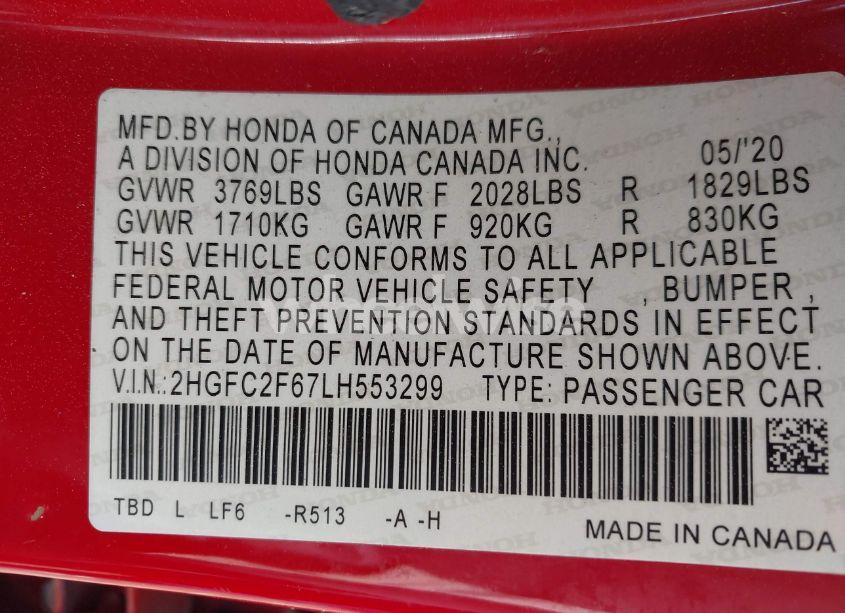 MFD.BY HONDA OF CANADA MFG.,
A DIVISION OF HONDA CANADA INC. 05/'20
GVWR 3769LBS GAWR F 2028LBS R 1829LBS
GVWR 1710KG GAWR F 920KG R 830KG
THIS VEHICLE CONFORMS TO ALL APPLICABLE
FEDERAL MOTOR VEHICLE SAFETY , BUMPER ,
AND THEFT PREVENTION STANDARDS IN EFFECT
ON THE DATE OF MANUFACTURE SHOWN ABOVE.
V.I.N.: 2HGFC2F67LH553299 TYPE: PASSENGER CAR
TBD L LF6 -R513 -A -H
MADE IN CANADA